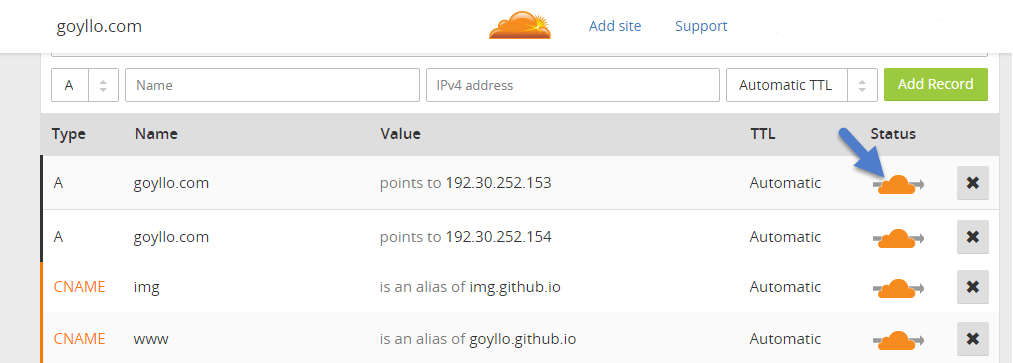 goyllo.com Add site Support
A Name IPv4 address Automatic TTL Add Record
Type Name Value TTL Status
A goyllo.com points to 192.30.252.153 Automatic
A goyllo.com points to 192.30.252.154 Automatic
CNAME img is an alias of img.github.io Automatic
CNAME www is an alias of goyllo.github.io Automatic